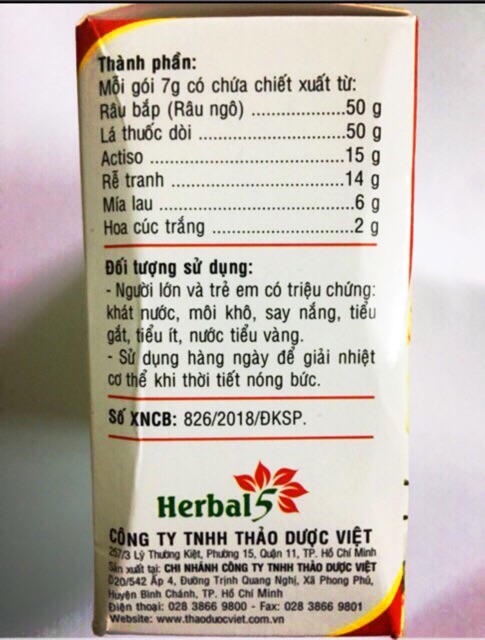 Thành phần:
Mỗi gói 7g có chứa chiết xuất từ:
Râu bắp (Râu ngô) ..................50 g
Lá thuốc dòi ............................50 g
Actiso ......................................15 g
Rễ tranh ...................................14 g
Mía lau .......................................6 g
Hoa cúc trắng .............................2 g
Đối tượng sử dụng:
- Người lớn và trẻ em có triệu chứng:
khát nước, môi khô, say nắng, tiểu
gắt, tiểu ít, nước tiểu vàng.
- Sử dụng hàng ngày để giải nhiệt
cơ thể khi thời tiết nóng bức.
Số XNCB: 826/2018/ĐKSP.
Herbal5
CÔNG TY TNHH THẢO DƯỢC VIỆT
257/3 Lý Thường Kiệt, Phường 15, Quận 11, TP. Hồ Chí Minh
Sản xuất tại: CHI NHÁNH CÔNG TY TNHH THẢO DƯỢC VIỆT
D20/542 Ấp 4, Đường Trịnh Quang Nghị, Xã Phong Phú,
Huyện Bình Chánh, TP. Hồ Chí Minh
Điện thoại: 028 3866 9800 - Fax: 028 3866 9801
Website: www.thaoduocviet.com.vn